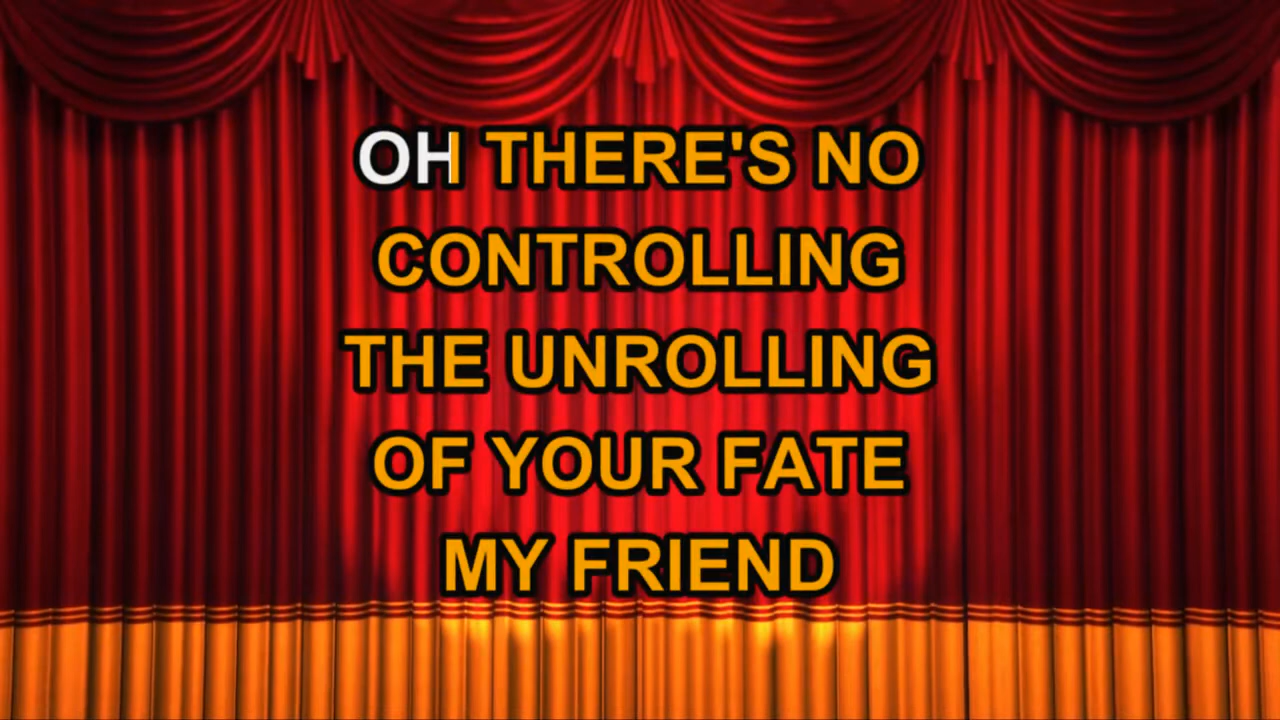 OH THERE'S NO
CONTROLLING
THE UNROLLING
OF YOUR FATE
MY FRIEND